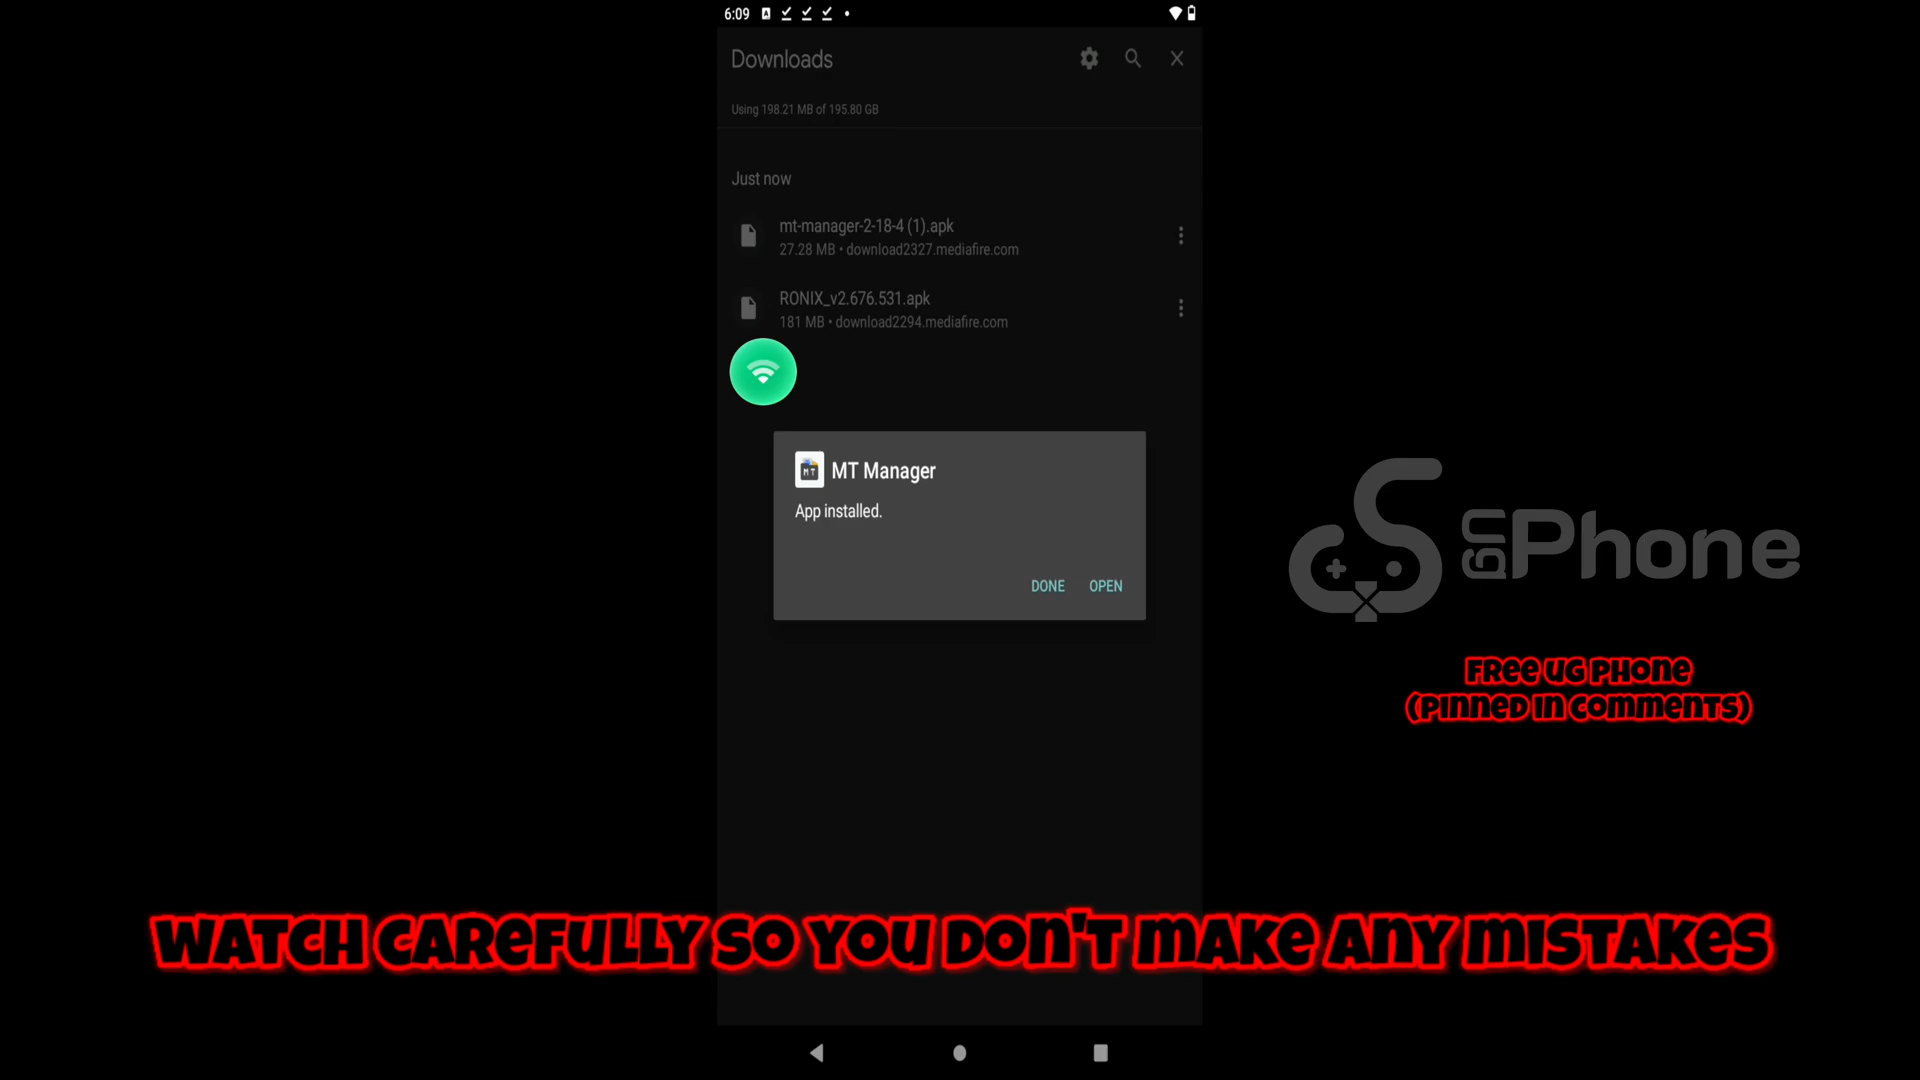 6:09
Downloads
Using 198.21 MB of 195.80 GB
Just now
mt-manager-2-18-4 (1).apk
27.28 MB • download2327.mediafire.com
RONIX_v2.676.531.apk
181 MB • download2294.mediafire.com
MT
MT Manager
App installed.
DONE
OPEN
UGPhone
FREE UG PHONE
(PINNED IN COMMENTS)
WATCH CAREFULLY SO YOU DON'T MAKE ANY MISTAKES